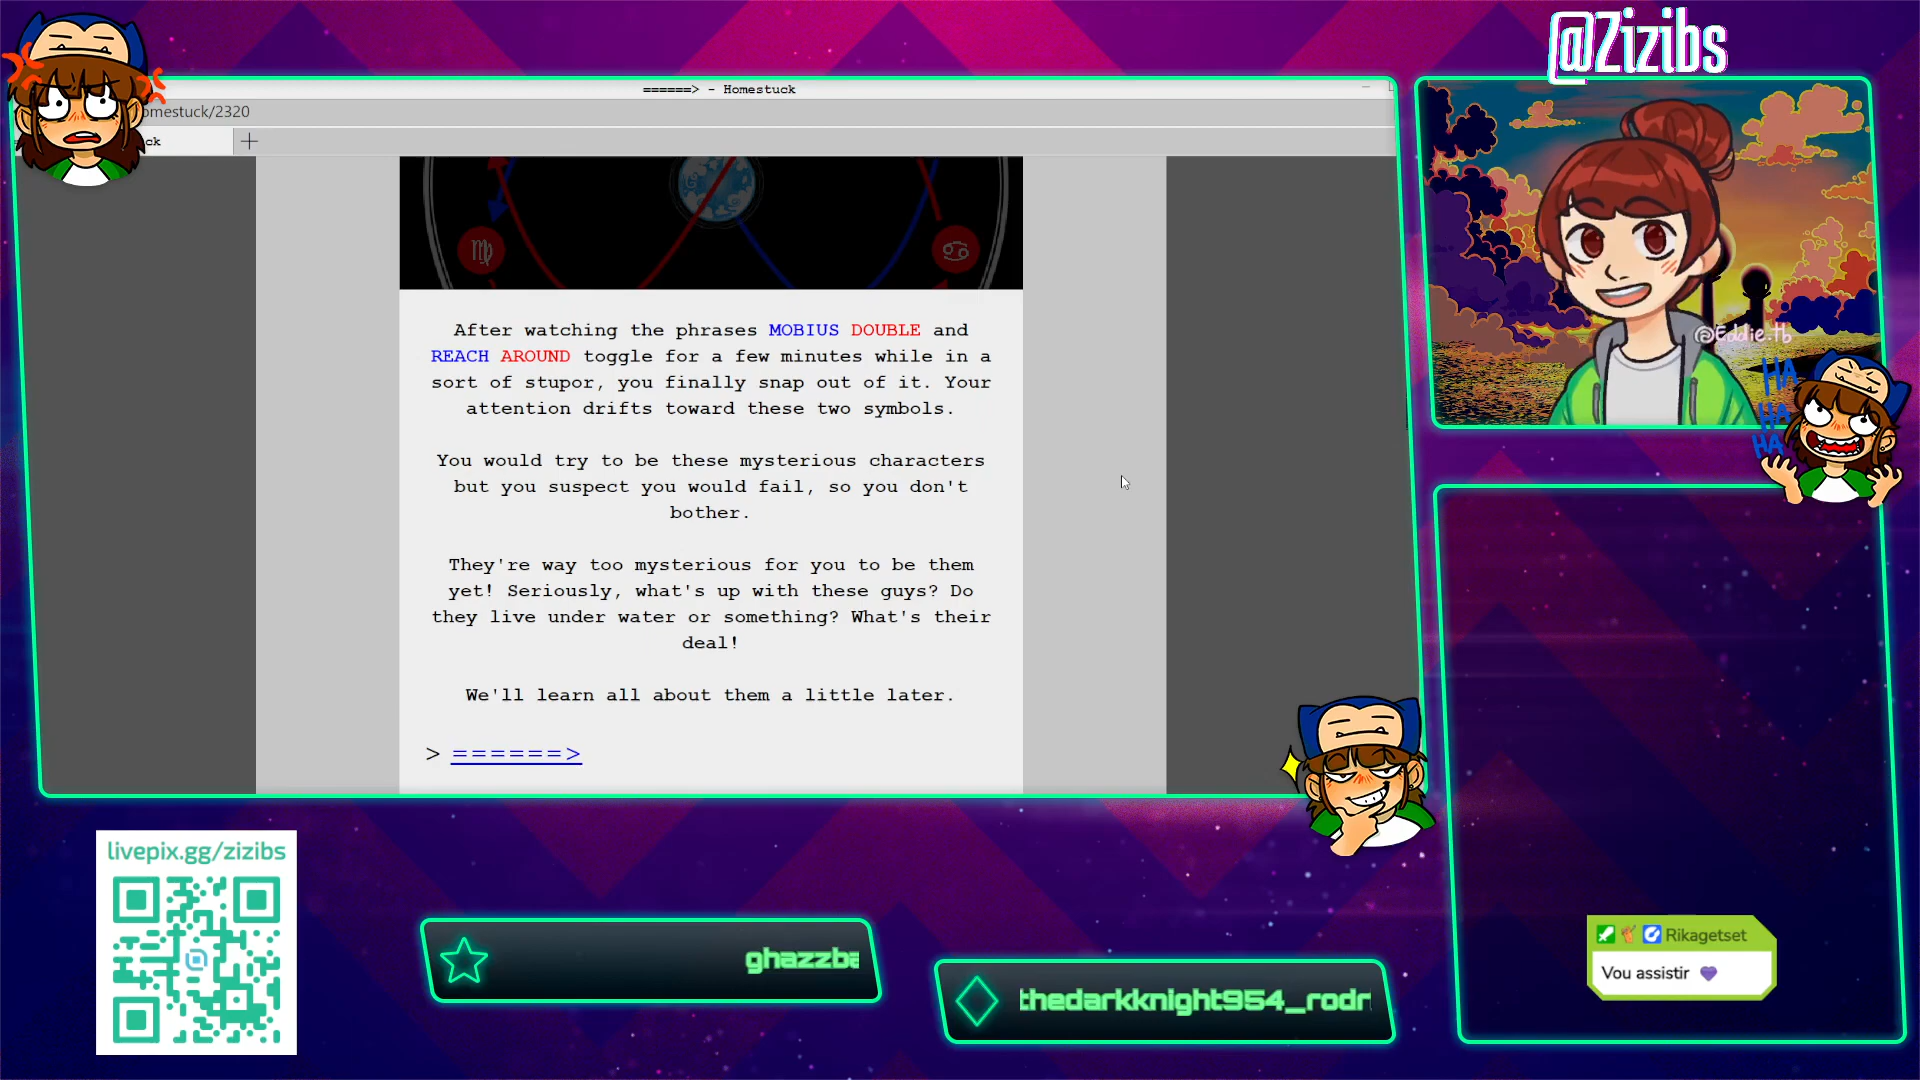 @Zizibs
======> - Homestuck
omestuck/2320
ck
After watching the phrases MOBIUS DOUBLE and
REACH AROUND toggle for a few minutes while in a
sort of stupor, you finally snap out of it. Your
attention drifts toward these two symbols.
You would try to be these mysterious characters
but you suspect you would fail, so you don't
bother.
They're way too mysterious for you to be them
yet! Seriously, what's up with these guys? Do
they live under water or something? What's their
deal!
We'll learn all about them a little later.
> ======>
@Eddie.tb
HA
HA
HA
livepix.gg/zizibs
ghazzba
thedarkknight954_rodr
Rikagetset
Vou assistir 💜